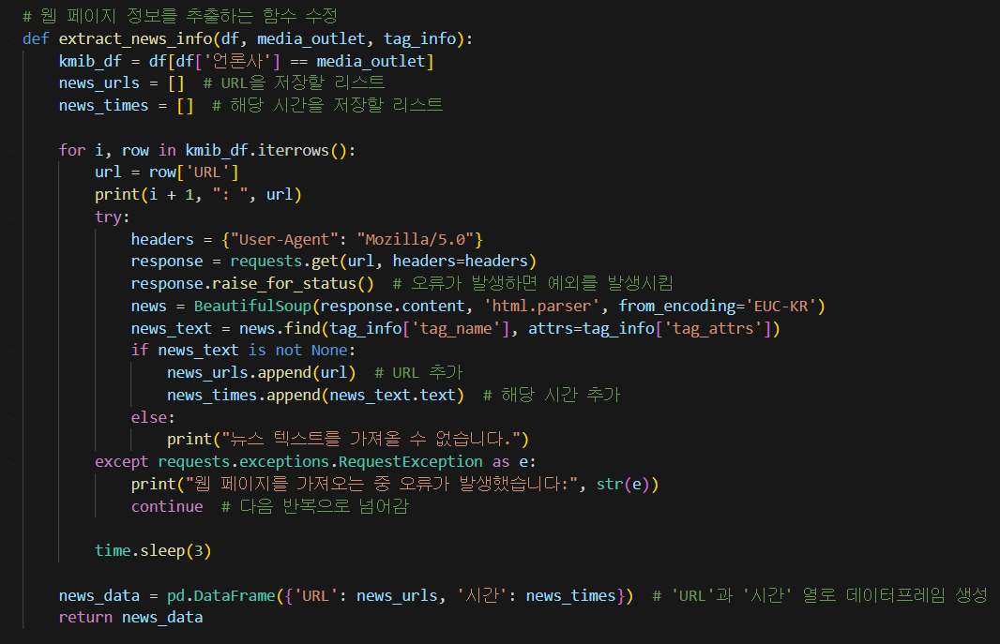 # 웹 페이지 정보를 추출하는 함수 수정
def extract_news_info(df, media_outlet, tag_info):
    kmib_df = df[df['언론사'] == media_outlet]
    news_urls = []  # URL을 저장할 리스트
    news_times = []  # 해당 시간을 저장할 리스트

    for i, row in kmib_df.iterrows():
        url = row['URL']
        print(i + 1, ": ", url)
        try:
            headers = {"User-Agent": "Mozilla/5.0"}
            response = requests.get(url, headers=headers)
            response.raise_for_status()  # 오류가 발생하면 예외를 발생시킴
            news = BeautifulSoup(response.content, 'html.parser', from_encoding='EUC-KR')
            news_text = news.find(tag_info['tag_name'], attrs=tag_info['tag_attrs'])
            if news_text is not None:
                news_urls.append(url)  # URL 추가
                news_times.append(news_text.text)  # 해당 시간 추가
            else:
                print("뉴스 텍스트를 가져올 수 없습니다.")
        except requests.exceptions.RequestException as e:
            print("웹 페이지를 가져오는 중 오류가 발생했습니다:", str(e))
            continue  # 다음 반복으로 넘어감

        time.sleep(3)

    news_data = pd.DataFrame({'URL': news_urls, '시간': news_times})  # 'URL'과 '시간' 열로 데이터프레임 생성
    return news_data